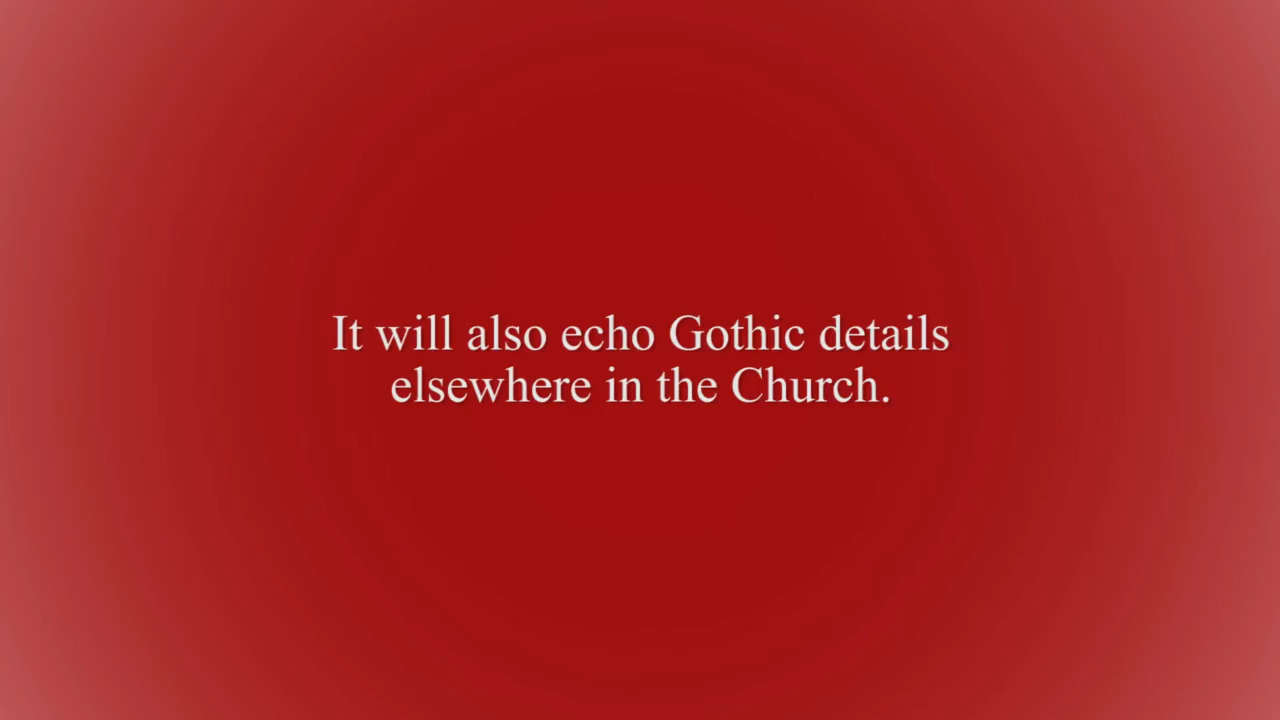 It will also echo Gothic details
elsewhere in the Church.